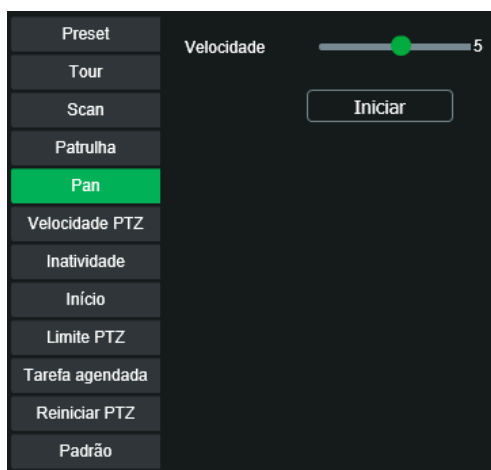 Preset
Tour
Scan
Patrulha
Pan
Velocidade PTZ
Inatividade
Início
Limite PTZ
Tarefa agendada
Reiniciar PTZ
Padrão
Velocidade 5
Iniciar